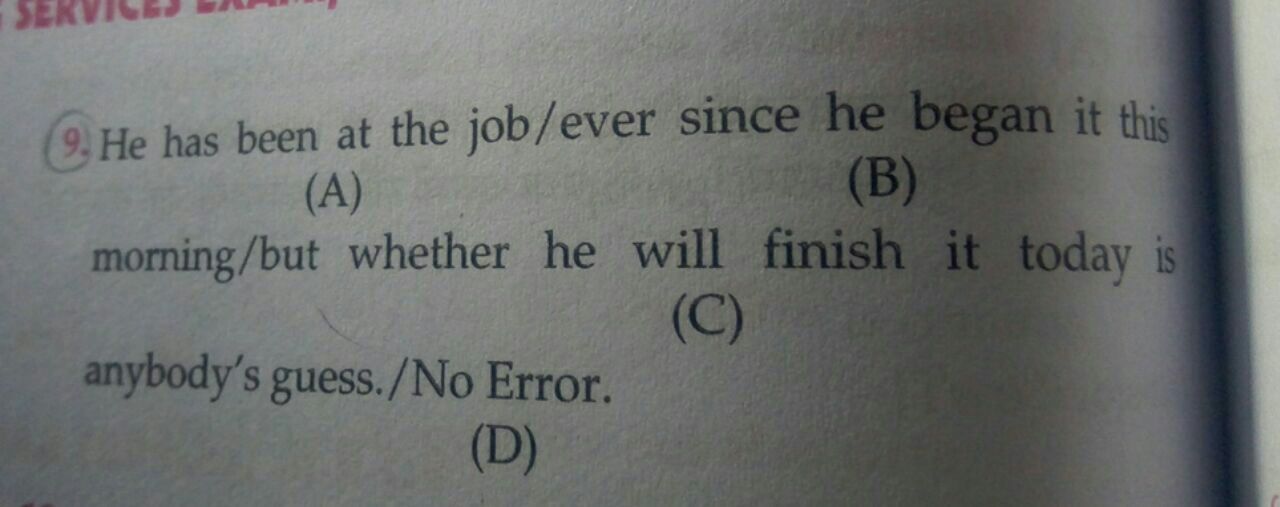 SERVICES EXAM,
9. He has been at the job/ever since he began it this
(A) (B)
morning/but whether he will finish it today is
(C)
anybody's guess./No Error.
(D)